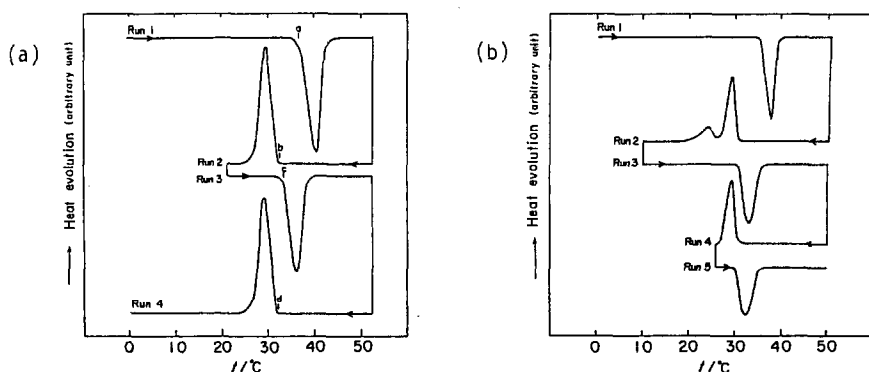 (a)
Heat evolution (arbitrary unit)
Run 1
a
b
Run 2
Run 3
d
Run 4
0 10 20 30 40 50
t/℃
(b)
Heat evolution (arbitrary unit)
Run 1
Run 2
Run 3
Run 4
Run 5
0 10 20 30 40 50
t/℃